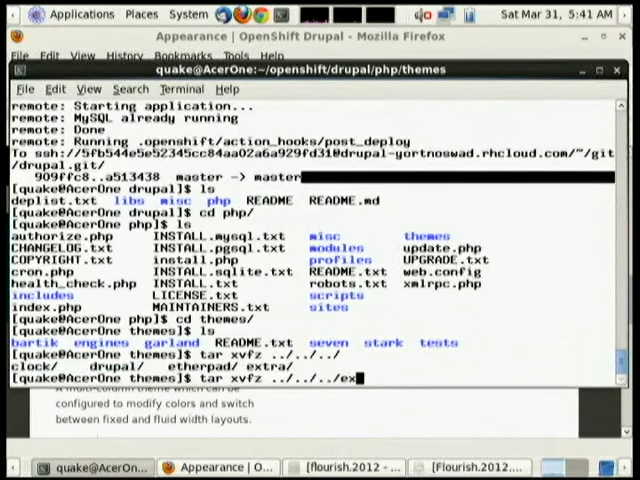 Applications Places System Sat Mar 31, 5:41 AM
Appearance | OpenShift Drupal - Mozilla Firefox
File Edit View History Bookmarks Tools Help
quake@AcerOne:~/openshift/drupal/php/themes
File Edit View Search Terminal Help
remote: Starting application...
remote: MySQL already running
remote: Done
remote: Running .openshift/action_hooks/post_deploy
To ssh://5fb544e5e52345cc84aa02a6a929fd31@drupal-yortnoswad.rhcloud.com/~/git
/drupal.git/
909ffc8..a513438 master -> master
[quake@AcerOne drupal]$ ls
deplist.txt libs misc php README README.md
[quake@AcerOne drupal]$ cd php/
[quake@AcerOne php]$ ls
authorize.php INSTALL.mysql.txt misc themes
CHANGELOG.txt INSTALL.pgsql.txt modules update.php
COPYRIGHT.txt install.php profiles UPGRADE.txt
cron.php INSTALL.sqlite.txt README.txt web.config
health_check.php INSTALL.txt robots.txt xmlrpc.php
includes LICENSE.txt scripts
index.php MAINTAINERS.txt sites
[quake@AcerOne php]$ cd themes/
[quake@AcerOne themes]$ ls
bartik engines garland README.txt seven stark tests
[quake@AcerOne themes]$ tar xvfz ../../../
clock/ drupal/ etherpad/ extra/
[quake@AcerOne themes]$ tar xvfz ../../../ex
configured to modify colors and switch
between fixed and fluid width layouts.
quake@AcerOn... Appearance | O... [flourish.2012 - ... [Flourish.2012....